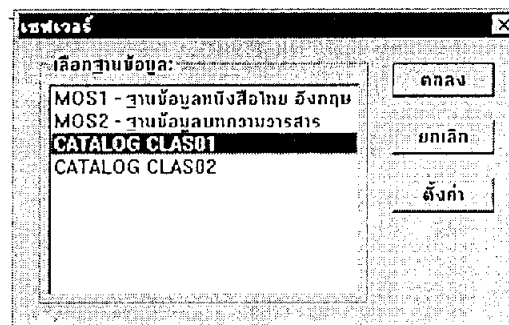 เซฟเวอร์
เลือกฐานข้อมูล:
MOS1 - ฐานข้อมูลหนังสือไทย อังกฤษ
MOS2 - ฐานข้อมูลบทความวารสาร
CATALOG CLAS01
CATALOG CLAS02
ตกลง
ยกเลิก
ตั้งค่า